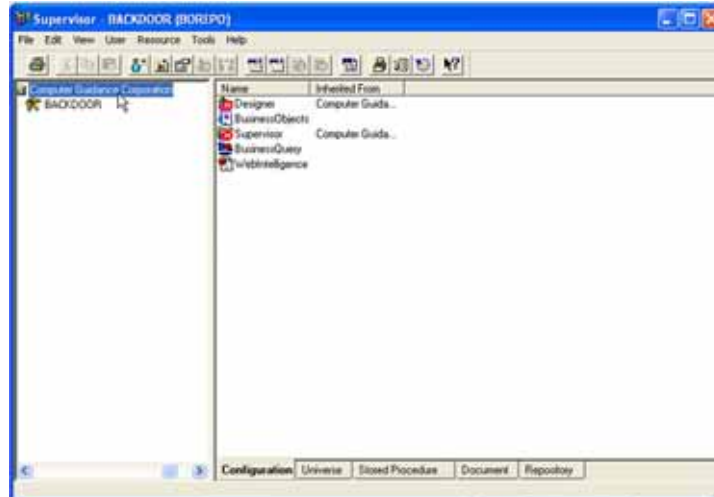 Supervisor - BACKDOOR (BOREPO)
File Edit View User Resource Tools Help
Computer Guidance Corporation
BACKDOOR
Name Inherited From
Designer Computer Guida...
BusinessObjects
Supervisor Computer Guida...
BusinessQuery
WebIntelligence
Configuration Universe Stored Procedure Document Repository